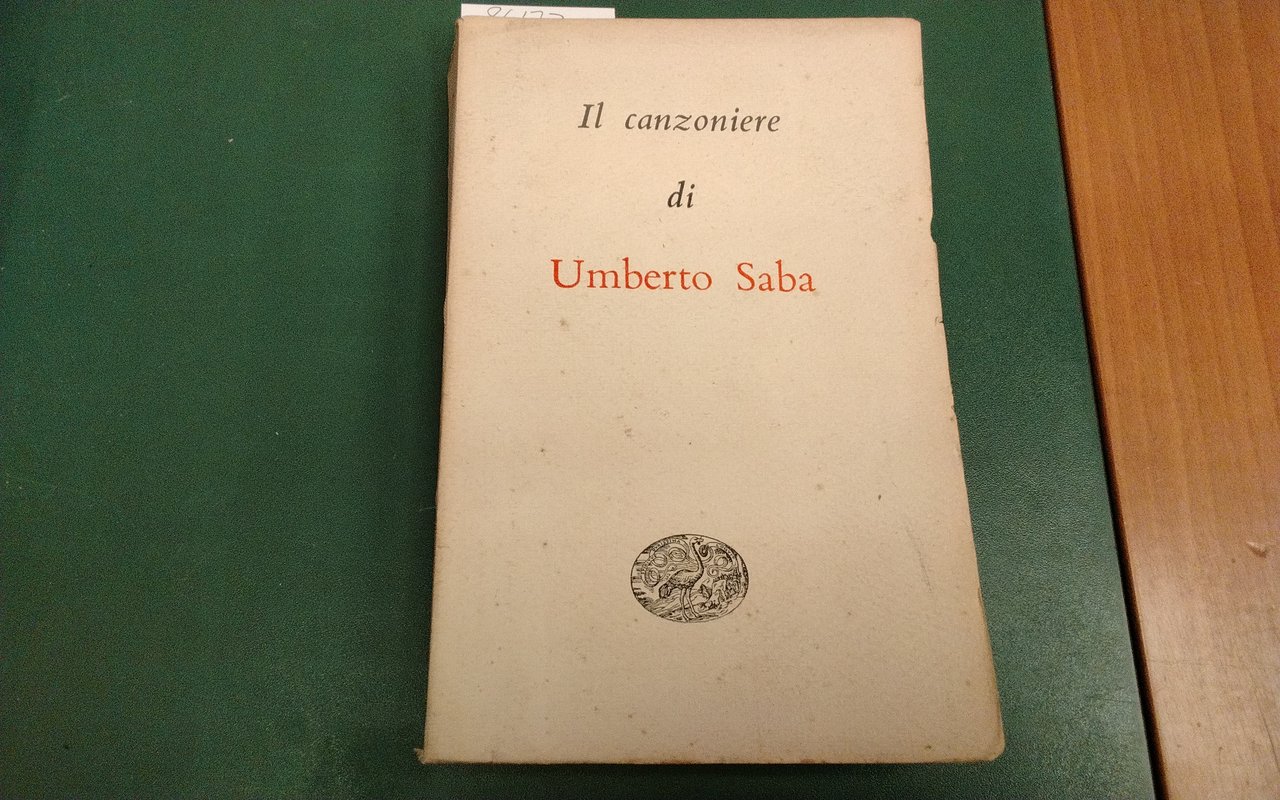 Il canzoniere
di
Umberto Saba